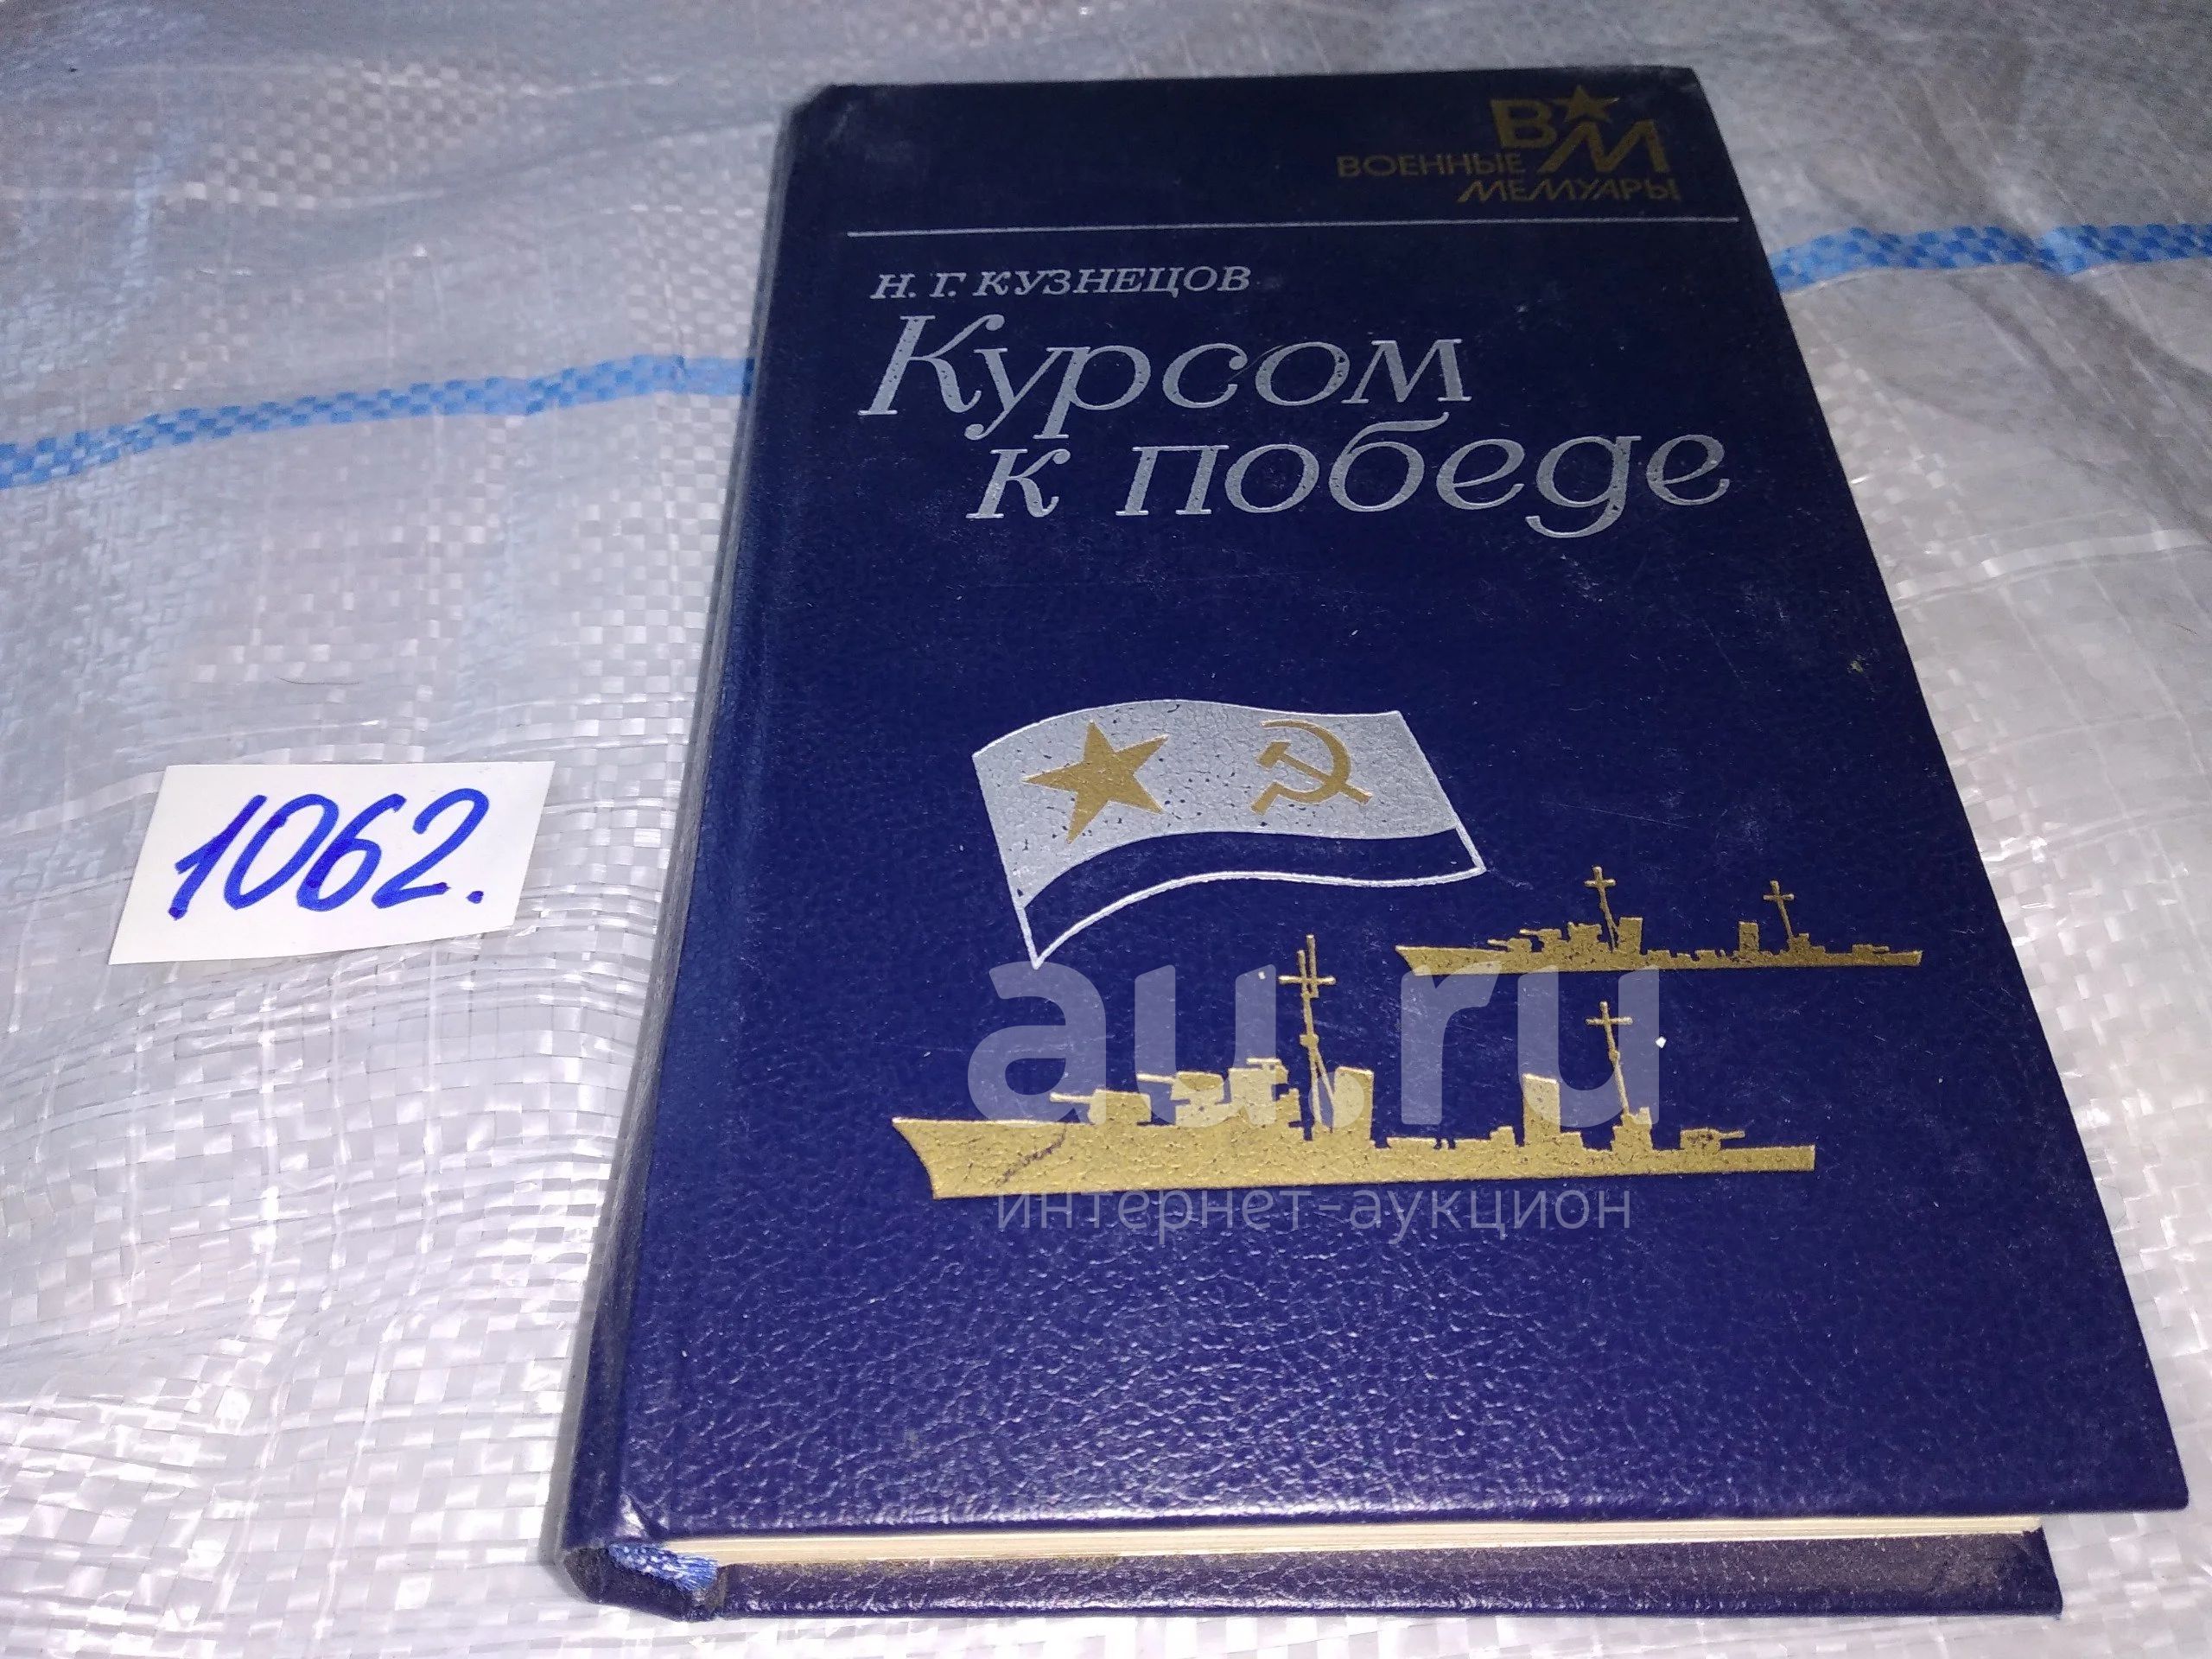 ВМ
ВОЕННЫЕ
МЕМУАРЫ
Н. Г. КУЗНЕЦОВ
Курсом
к победе
1062.
au.ru
интернет-аукцион